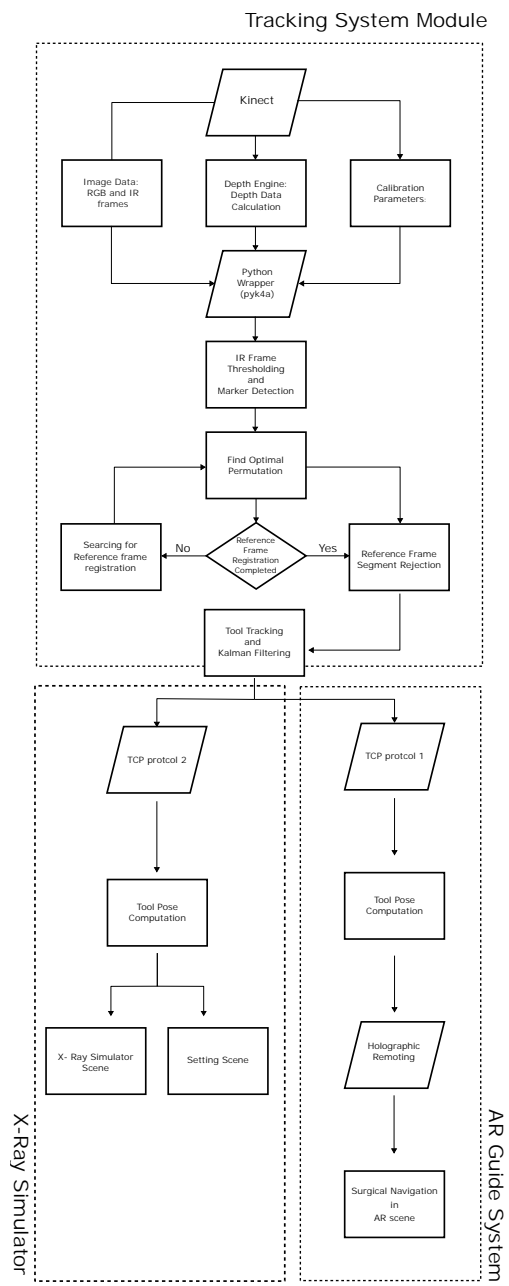 Tracking System Module
Kinect
Image Data:
RGB and IR
frames
Depth Engine:
Depth Data
Calculation
Calibration
Parameters:
Python
Wrapper
(pyk4a)
IR Frame
Thresholding
and
Marker Detection
Find Optimal
Permutation
Searcing for
Reference frame
registration
No
Reference
Frame
Registration
Completed
Yes
Reference Frame
Segment Rejection
Tool Tracking
and
Kalman Filtering
TCP protcol 2
TCP protcol 1
Tool Pose
Computation
Tool Pose
Computation
X- Ray Simulator
Scene
Setting Scene
Holographic
Remoting
Surgical Navigation
in
AR scene
X-Ray Simulator
AR Guide System